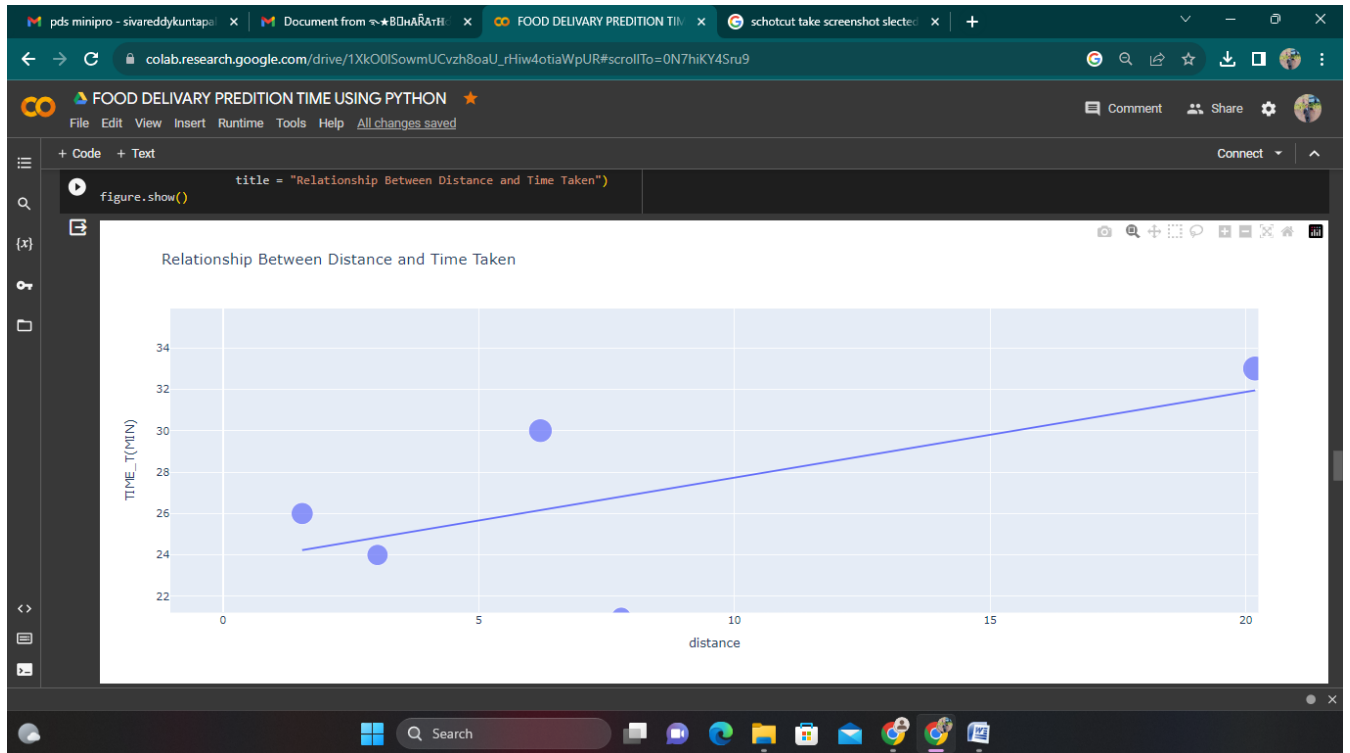 pds minipro - sivareddykuntapal
Document from
FOOD DELIVARY PREDITION TIM
schotcut take screenshot slected
colab.research.google.com/drive/1XkO0ISowmUCvzh8oaU_rHiw4otiaWpUR#scrollTo=0N7hiKY4Sru9
FOOD DELIVARY PREDITION TIME USING PYTHON
File Edit View Insert Runtime Tools Help All changes saved
Comment Share
+ Code + Text
Connect
title = "Relationship Between Distance and Time Taken")
figure.show()
{x}
Relationship Between Distance and Time Taken
34
32
30
28
26
24
22
TIME_T(MIN)
0 5 10 15 20
distance
Search